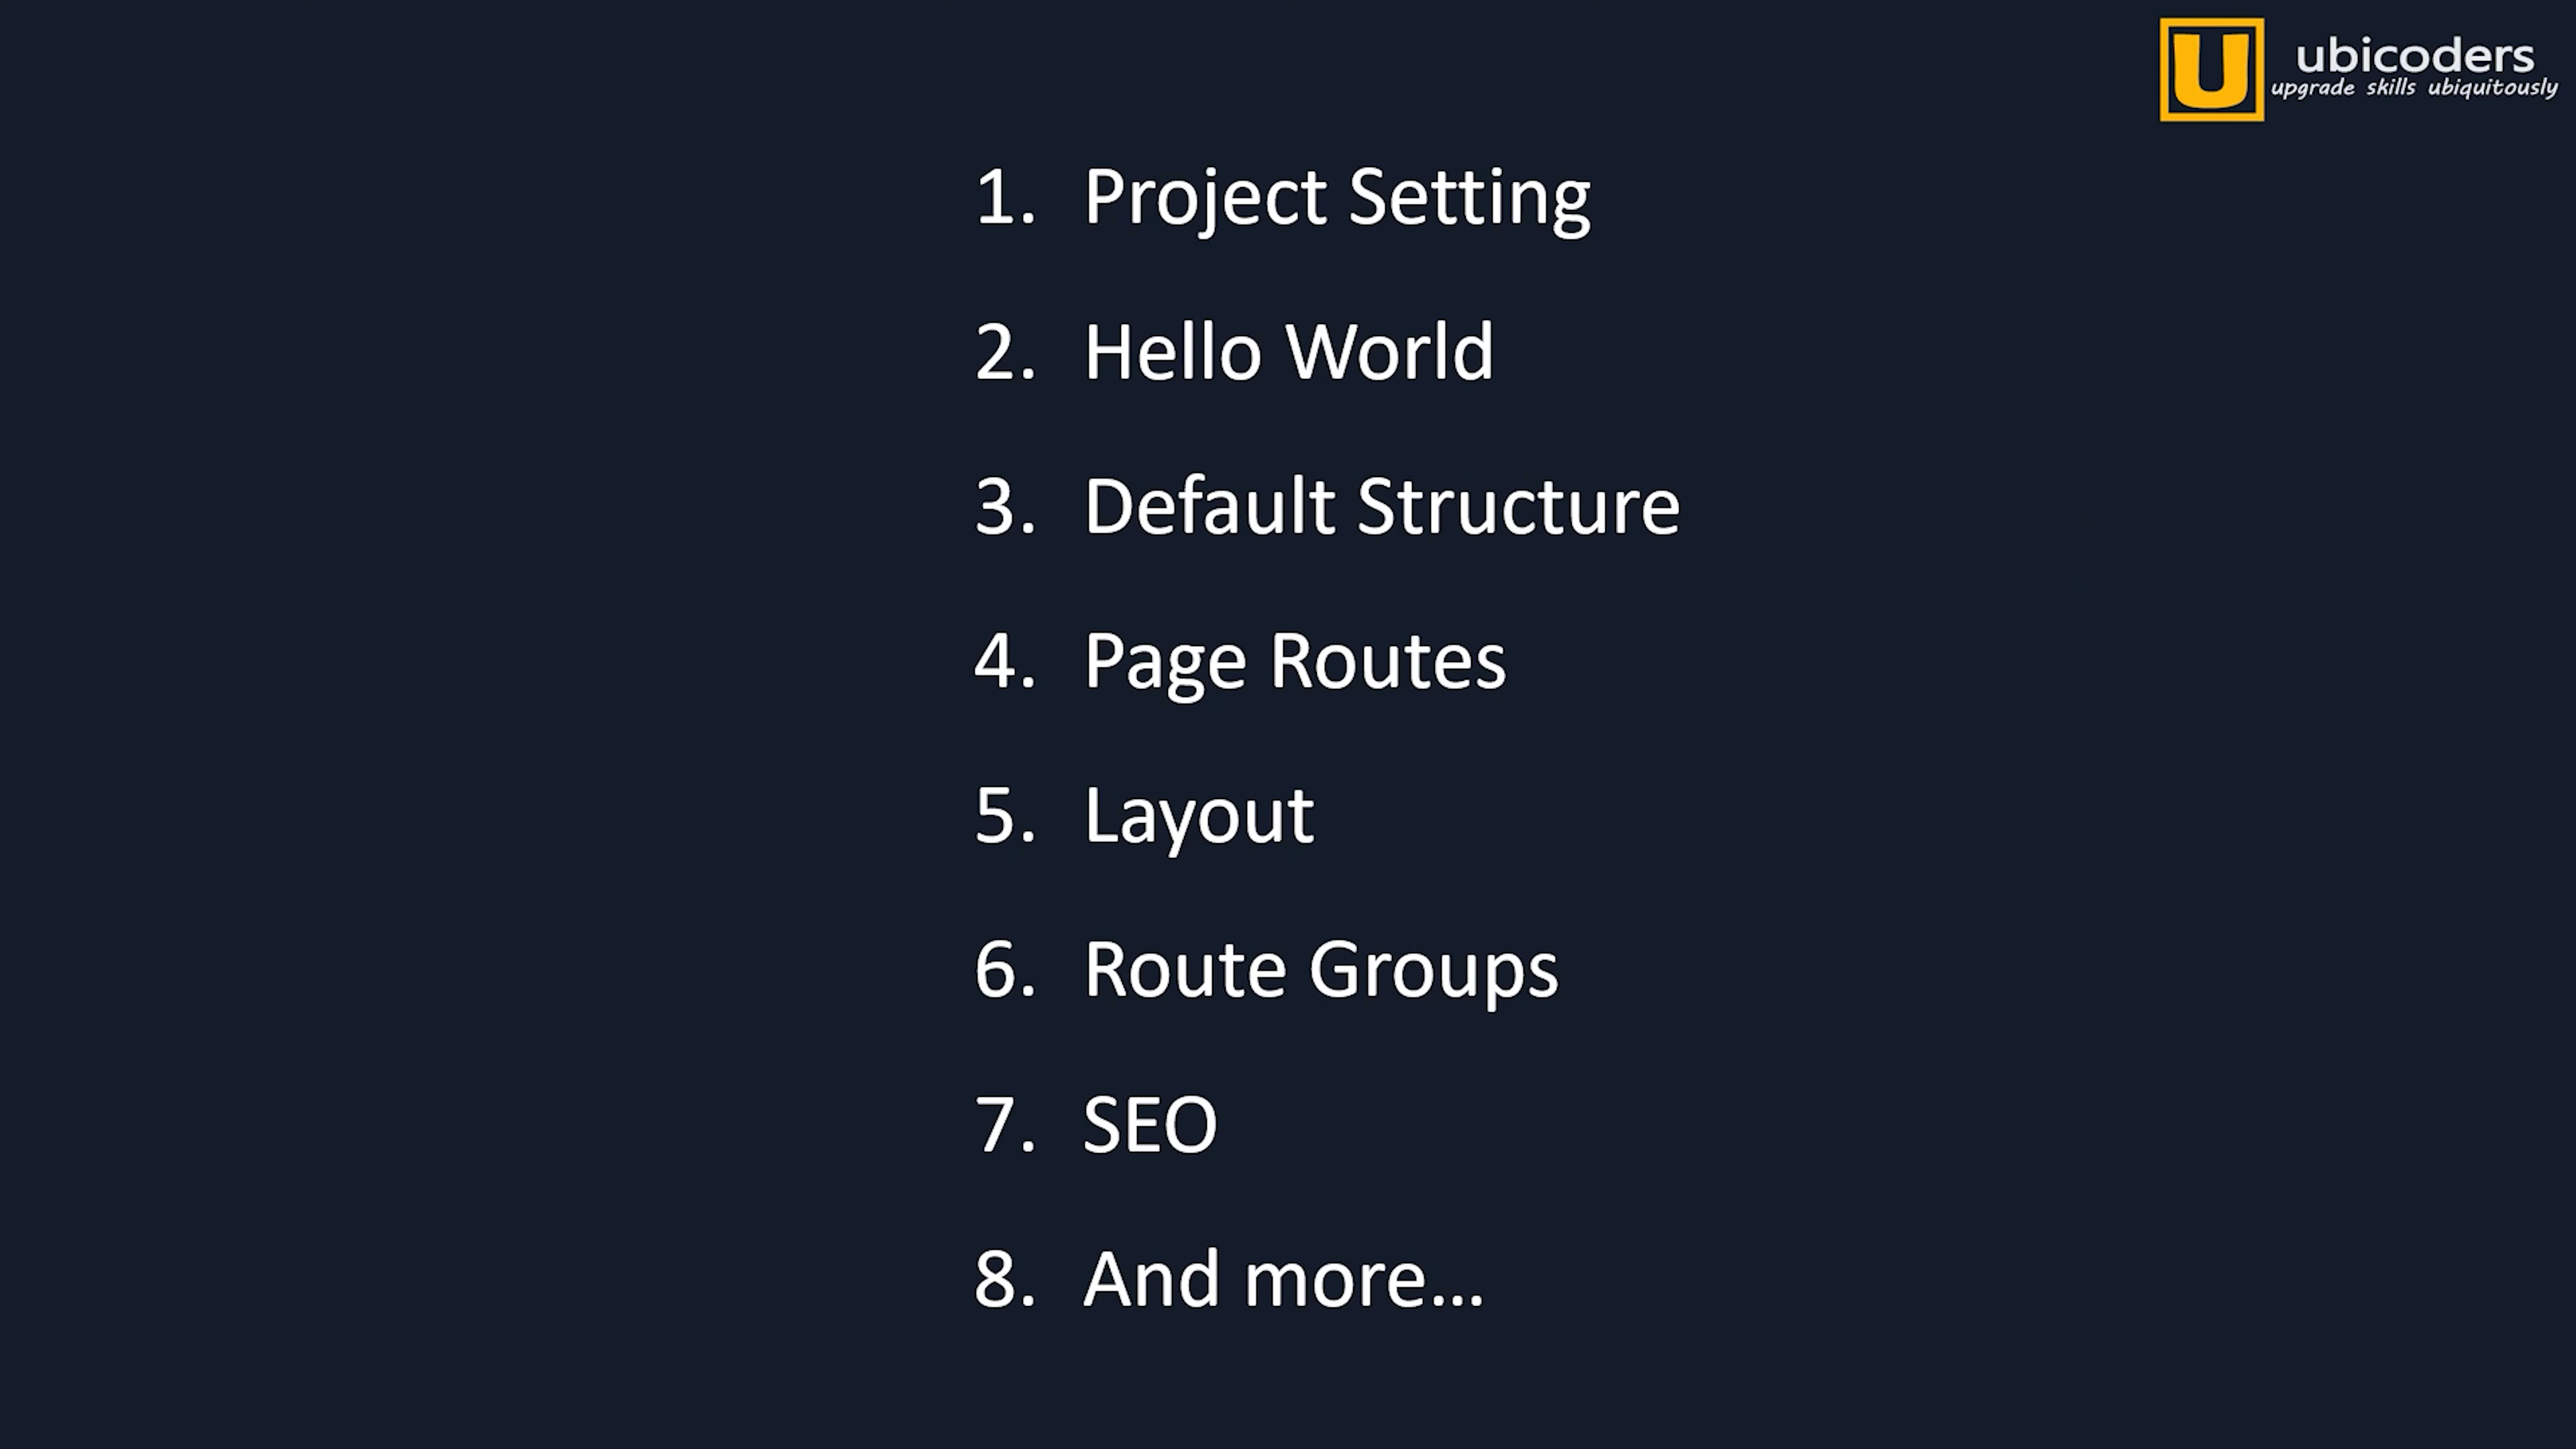 U
ubicoders
upgrade skills ubiquitously
1. Project Setting
2. Hello World
3. Default Structure
4. Page Routes
5. Layout
6. Route Groups
7. SEO
8. And more...